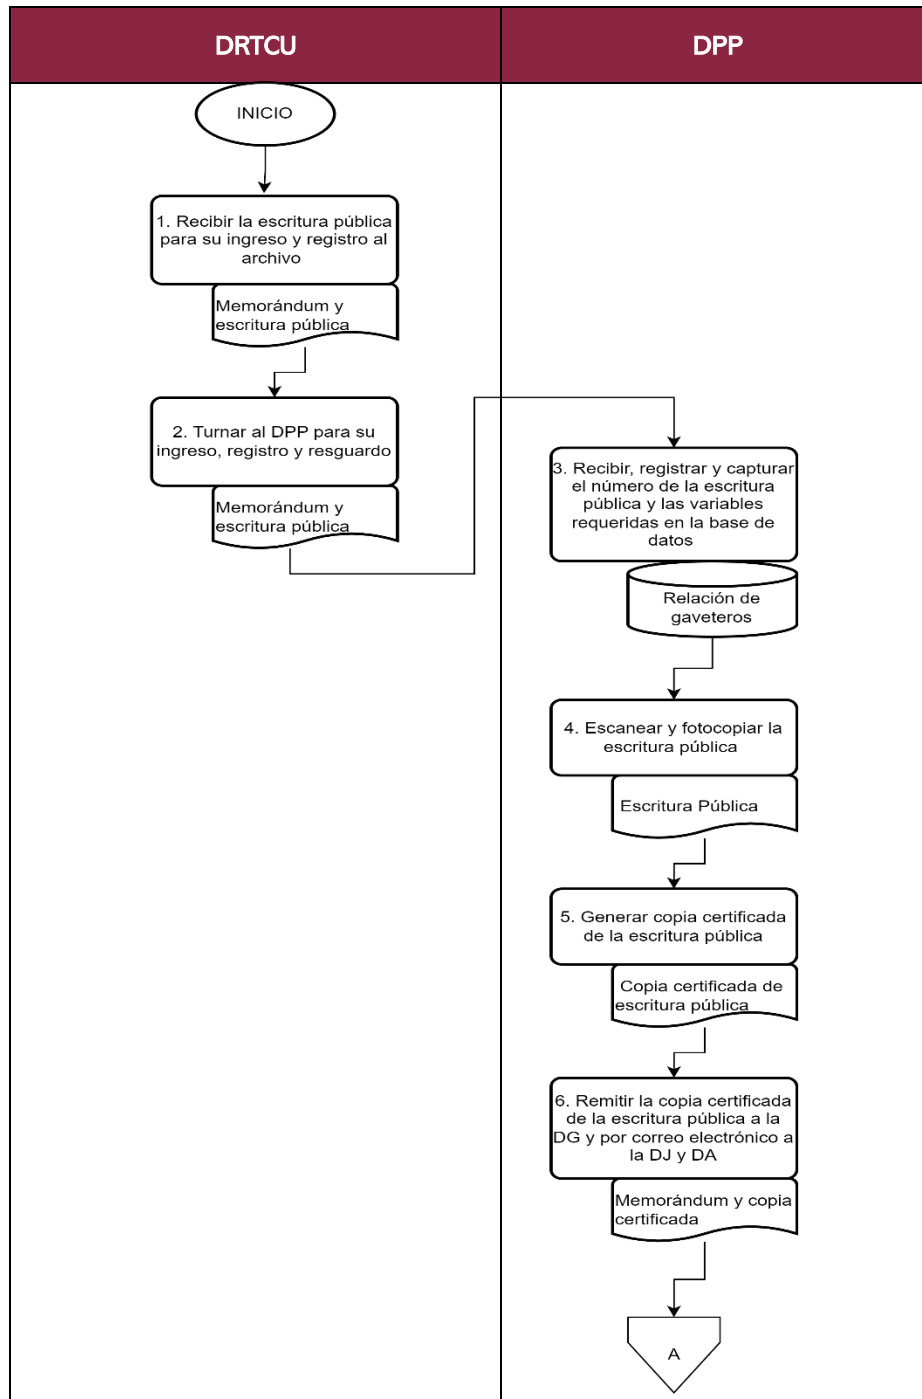 DRTCU
DPP
INICIO
1. Recibir la escritura pública
para su ingreso y registro al
archivo
Memorándum y
escritura pública
2. Turnar al DPP para su
ingreso, registro y resguardo
Memorándum y
escritura pública
3. Recibir, registrar y capturar
el número de la escritura
pública y las variables
requeridas en la base de
datos
Relación de
gaveteros
4. Escanear y fotocopiar la
escritura pública
Escritura Pública
5. Generar copia certificada
de la escritura pública
Copia certificada de
escritura pública
6. Remitir la copia certificada
de la escritura pública a la
DG y por correo electrónico a
la DJ y DA
Memorándum y copia
certificada
A